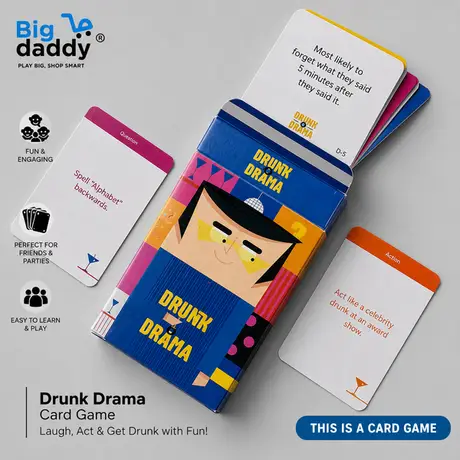 Big
daddy®
PLAY BIG, SHOP SMART
FUN &
ENGAGING
PERFECT FOR
FRIENDS &
PARTIES
EASY TO LEARN
& PLAY
Question
Spell "Alphabet"
backwards.
Most likely to
forget what they said
5 minutes after
they said it.
DRUNK
DRAMA
D-5
DRUNK
DRAMA
DRUNK
DRAMA
Action
Act like a celebrity
drunk at an award
show.
Drunk Drama
Card Game
Laugh, Act & Get Drunk with Fun!
THIS IS A CARD GAME